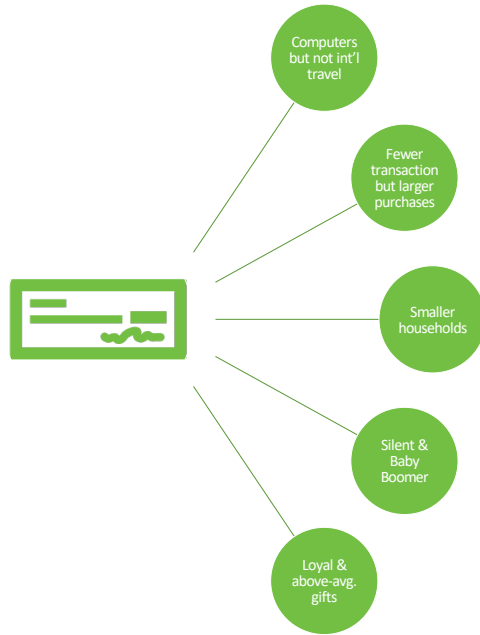 Computers
but not int'l
travel
Fewer
transaction
but larger
purchases
Smaller
households
Silent &
Baby
Boomer
Loyal &
above-avg.
gifts